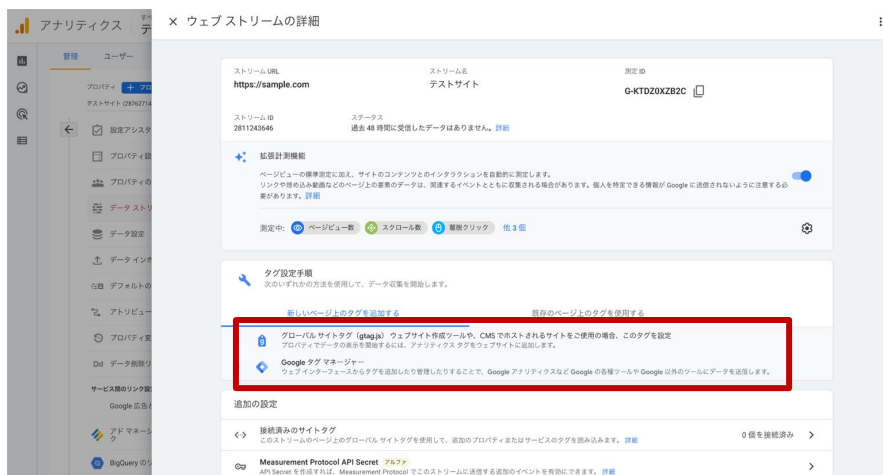 アナリティクス
× ウェブ ストリームの詳細
管理
ユーザー
プロパティ
テストサイト (28762714
設定アシスタ
プロパティ設
プロパティの
データ ストリ
データ設定
データ インポ
デフォルトの
アトリビュー
プロパティ変
Dd データ削除リ
サービス間のリンク設
Google 広告と
アド マネー
ク
BigQuery の
ストリーム URL
https://sample.com
ストリーム名
テストサイト
測定 ID
G-KTDZ0XZB2C
ストリーム ID
2811243646
ステータス
過去 48 時間に受信したデータはありません。 詳細
拡張計測機能
ページビューの標準測定に加え、サイトのコンテンツとのインタラクションを自動的に測定します。
リンクや埋め込み動画などのページ上の要素のデータは、関連するイベントとともに収集される場合があります。個人を特定できる情報が Google に送信されないように注意する必
要があります。詳細
測定中: ページビュー数 スクロール数 離脱クリック 他 3 個
タグ設定手順
次のいずれかの方法を使用して、データ収集を開始します。
新しいページ上のタグを追加する
既存のページ上のタグを使用する
グローバル サイトタグ（gtag.js） ウェブサイト作成ツールや、CMS でホストされるサイトをご使用の場合、このタグを設定
プロパティでデータの表示を開始するには、アナリティクス タグをウェブサイトに追加します。
Google タグ マネージャー
ウェブ インターフェースからタグを追加したり管理したりすることで、Google アナリティクスなど Google の各種ツールや Google 以外のツールにデータを送信します。
追加の設定
接続済みのサイトタグ
このストリームのページ上のグローバル サイトタグを使用して、追加のプロパティまたはサービスのタグを読み込みます。 詳細
0 個を接続済み
Measurement Protocol API Secret アルファ
API Secret を作成すれば、Measurement Protocol でこのストリームに送信する追加のイベントを有効にできます。 詳細